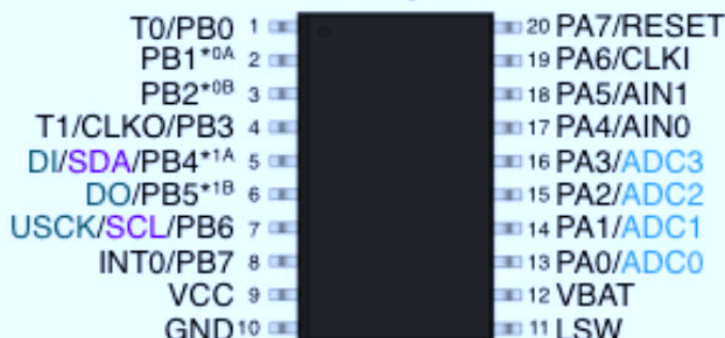 T0/PB0 1
PB1*0A 2
PB2*0B 3
T1/CLKO/PB3 4
DI/SDA/PB4*1A 5
DO/PB5*1B 6
USCK/SCL/PB6 7
INT0/PB7 8
VCC 9
GND 10
20 PA7/RESET
19 PA6/CLKI
18 PA5/AIN1
17 PA4/AIN0
16 PA3/ADC3
15 PA2/ADC2
14 PA1/ADC1
13 PA0/ADC0
12 VBAT
11 LSW